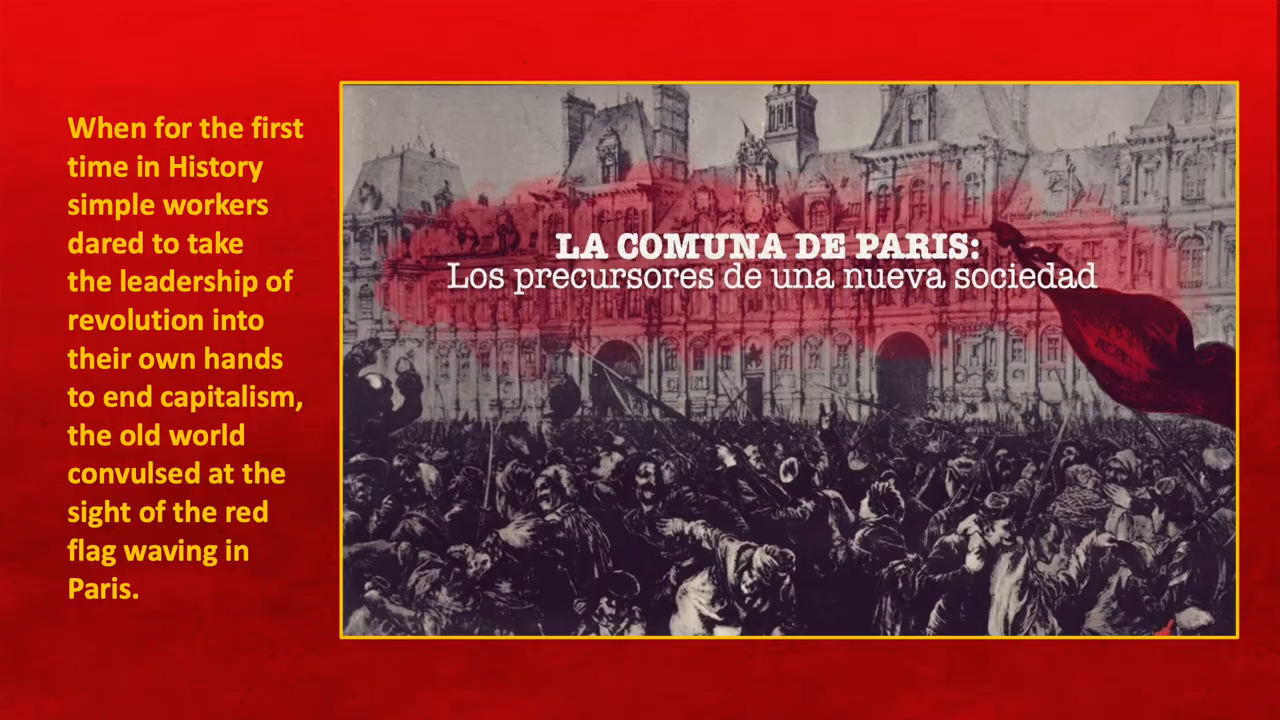 When for the first
time in History
simple workers
dared to take
the leadership of
revolution into
their own hands
to end capitalism,
the old world
convulsed at the
sight of the red
flag waving in
Paris.
LA COMUNA DE PARIS:
Los precursores de una nueva sociedad